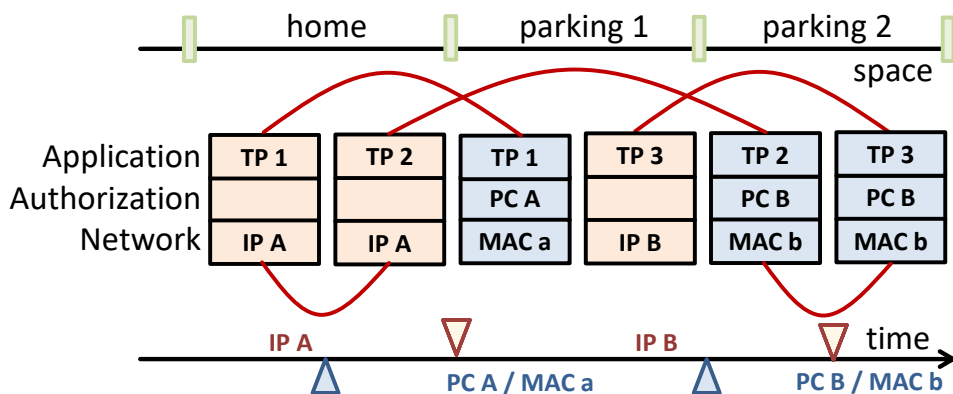 home parking 1 parking 2
space
Application TP 1 TP 2 TP 1 TP 3 TP 2 TP 3
Authorization PC A PC B PC B
Network IP A IP A MAC a IP B MAC b MAC b
IP A IP B time
PC A / MAC a PC B / MAC b